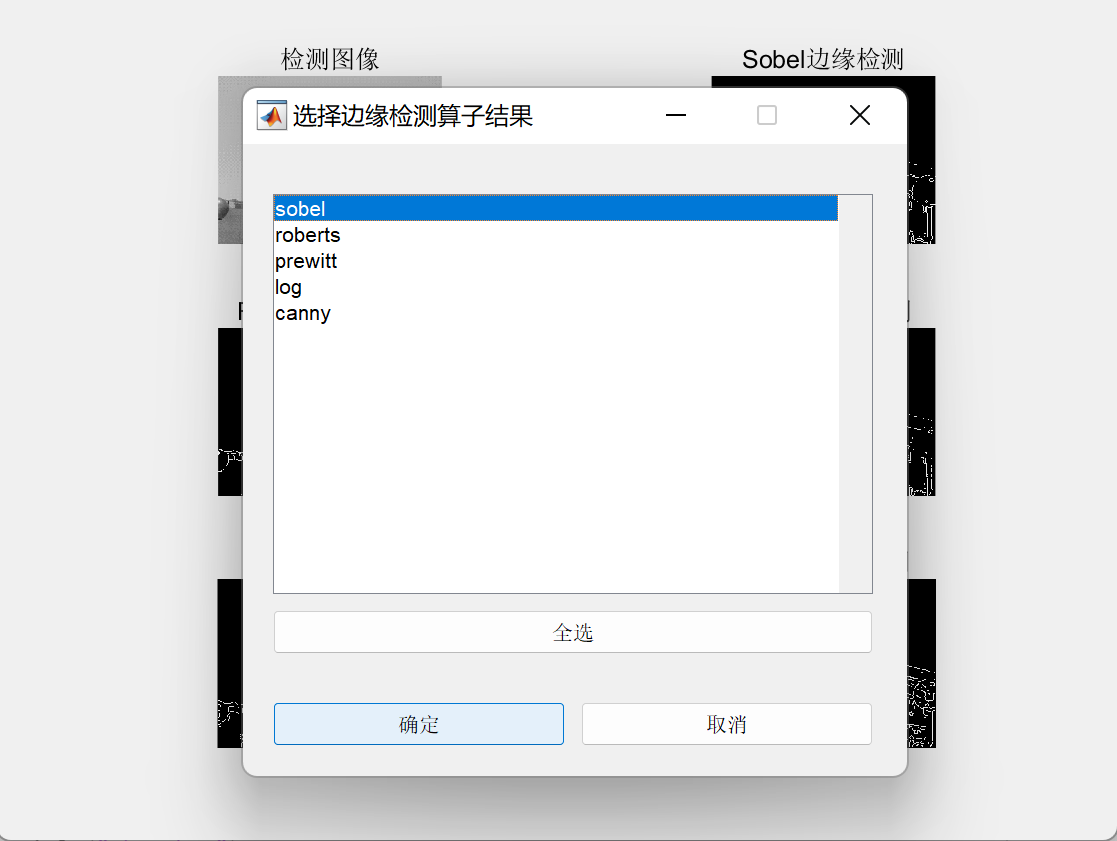 检测图像
Sobel边缘检测
选择边缘检测算子结果
sobel
roberts
prewitt
log
canny
全选
确定
取消